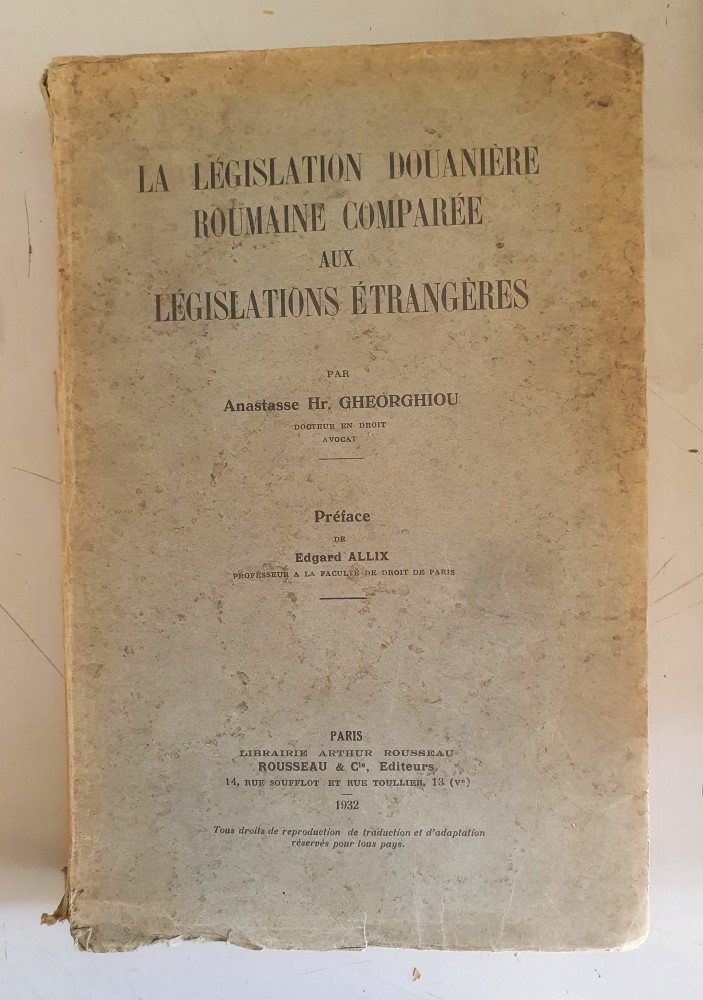 LA LÉGISLATION DOUANIÈRE
ROUMAINE COMPARÉE
AUX
LÉGISLATIONS ÉTRANGÈRES
PAR
Anastasse Hr. GHEORGHIOU
DOCTEUR EN DROIT
AVOCAT
Préface
DE
Edgard ALLIX
PROFESSEUR A LA FACULTÉ DE DROIT DE PARIS
PARIS
LIBRAIRIE ARTHUR ROUSSEAU
ROUSSEAU & Cie, Editeurs
14, RUE SOUFFLOT ET RUE TOULLIER, 13 (Ve)
1932
Tous droits de reproduction de traduction et d'adaptation
réservés pour tous pays.